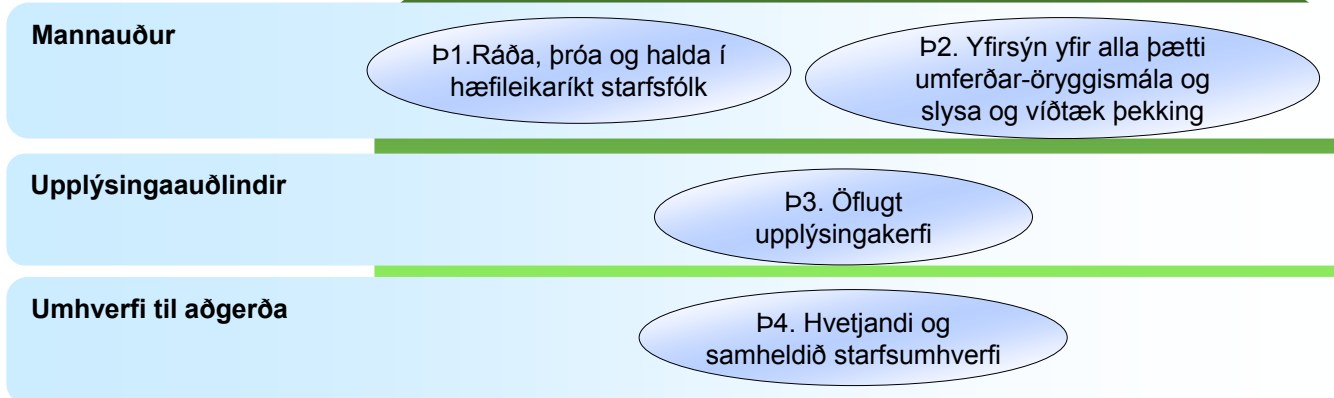 Mannauður
Þ1.Ráða, þróa og halda í
hæfileikaríkt starfsfólk
Þ2. Yfirsýn yfir alla þætti
umferðar-öryggismála og
slysa og víðtæk þekking
Upplýsingaauðlindir
Þ3. Öflugt
upplýsingakerfi
Umhverfi til aðgerða
Þ4. Hvetjandi og
samheldið starfsumhverfi